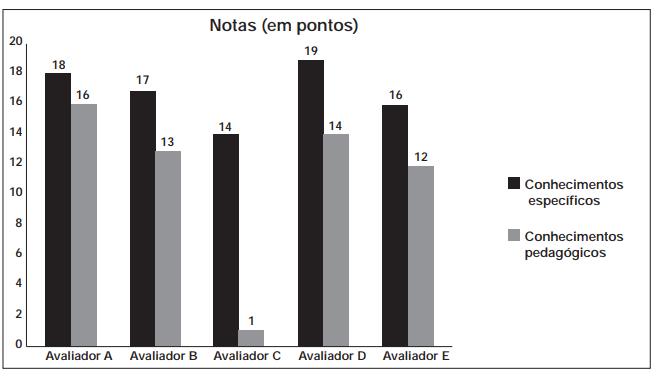 Notas (em pontos)
20
18
16
14
12
10
8
6
4
2
0
18
16
17
13
14
1
19
14
16
12
Avaliador A
Avaliador B
Avaliador C
Avaliador D
Avaliador E
Conhecimentos
específicos
Conhecimentos
pedagógicos